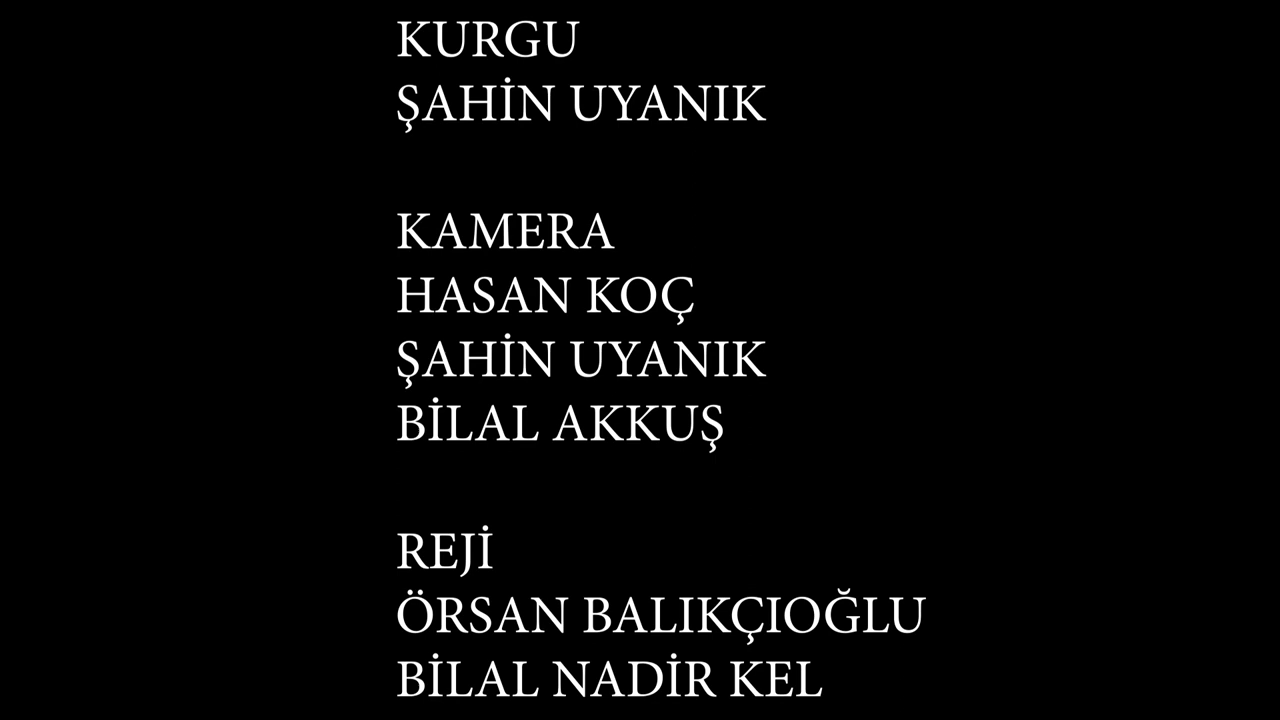 KURGU
ŞAHİN UYANIK
KAMERA
HASAN KOÇ
ŞAHİN UYANIK
BİLAL AKKUŞ
REJİ
ÖRSAN BALIKÇIOĞLU
BİLAL NADİR KEL